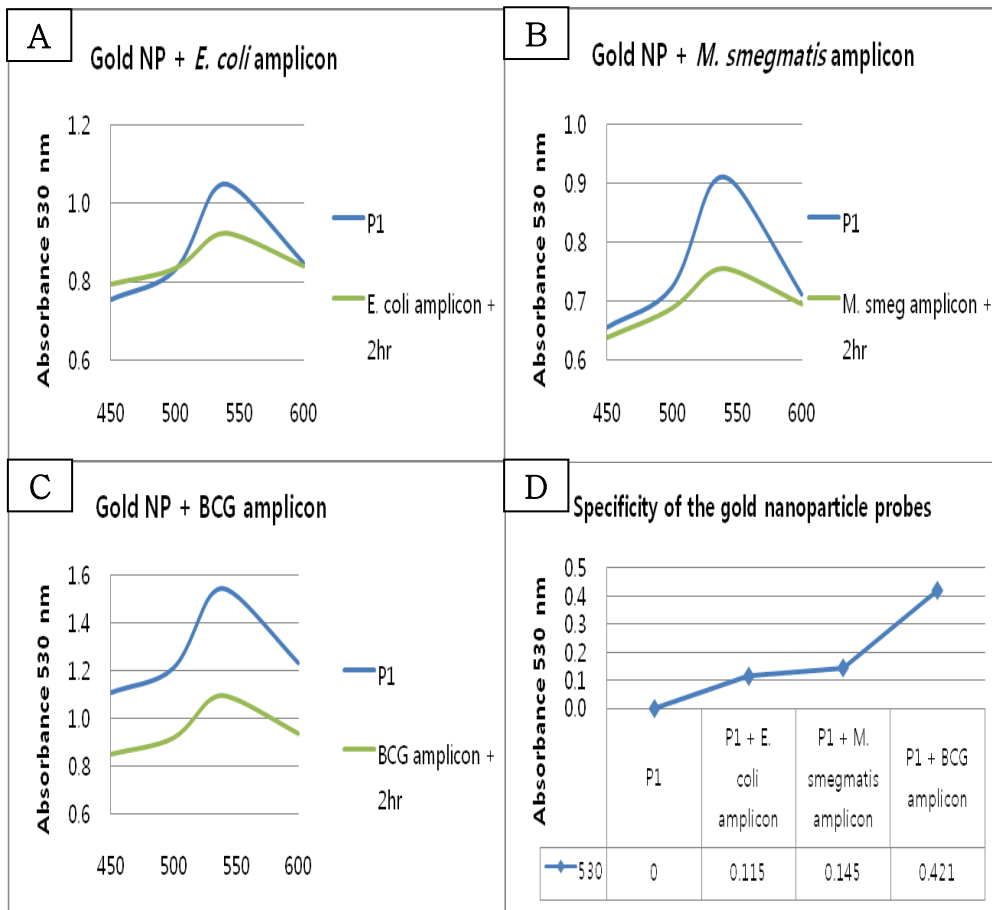 A
Gold NP + E. coli amplicon
Absorbance 530 nm
1.2
1.0
0.8
0.6
450 500 550 600
P1
E. coli amplicon +
2hr
B
Gold NP + M. smegmatis amplicon
Absorbance 530 nm
1.0
0.9
0.8
0.7
0.6
450 500 550 600
P1
M. smeg amplicon +
2hr
C
Gold NP + BCG amplicon
Absorbance 530 nm
1.6
1.4
1.2
1.0
0.8
0.6
450 500 550 600
P1
BCG amplicon +
2hr
D
Specificity of the gold nanoparticle probes
Absorbance 530 nm
0.5
0.4
0.3
0.2
0.1
0.0
P1
P1 + E.
coli
amplicon
P1 + M.
smegmatis
amplicon
P1 + BCG
amplicon
530 0 0.115 0.145 0.421